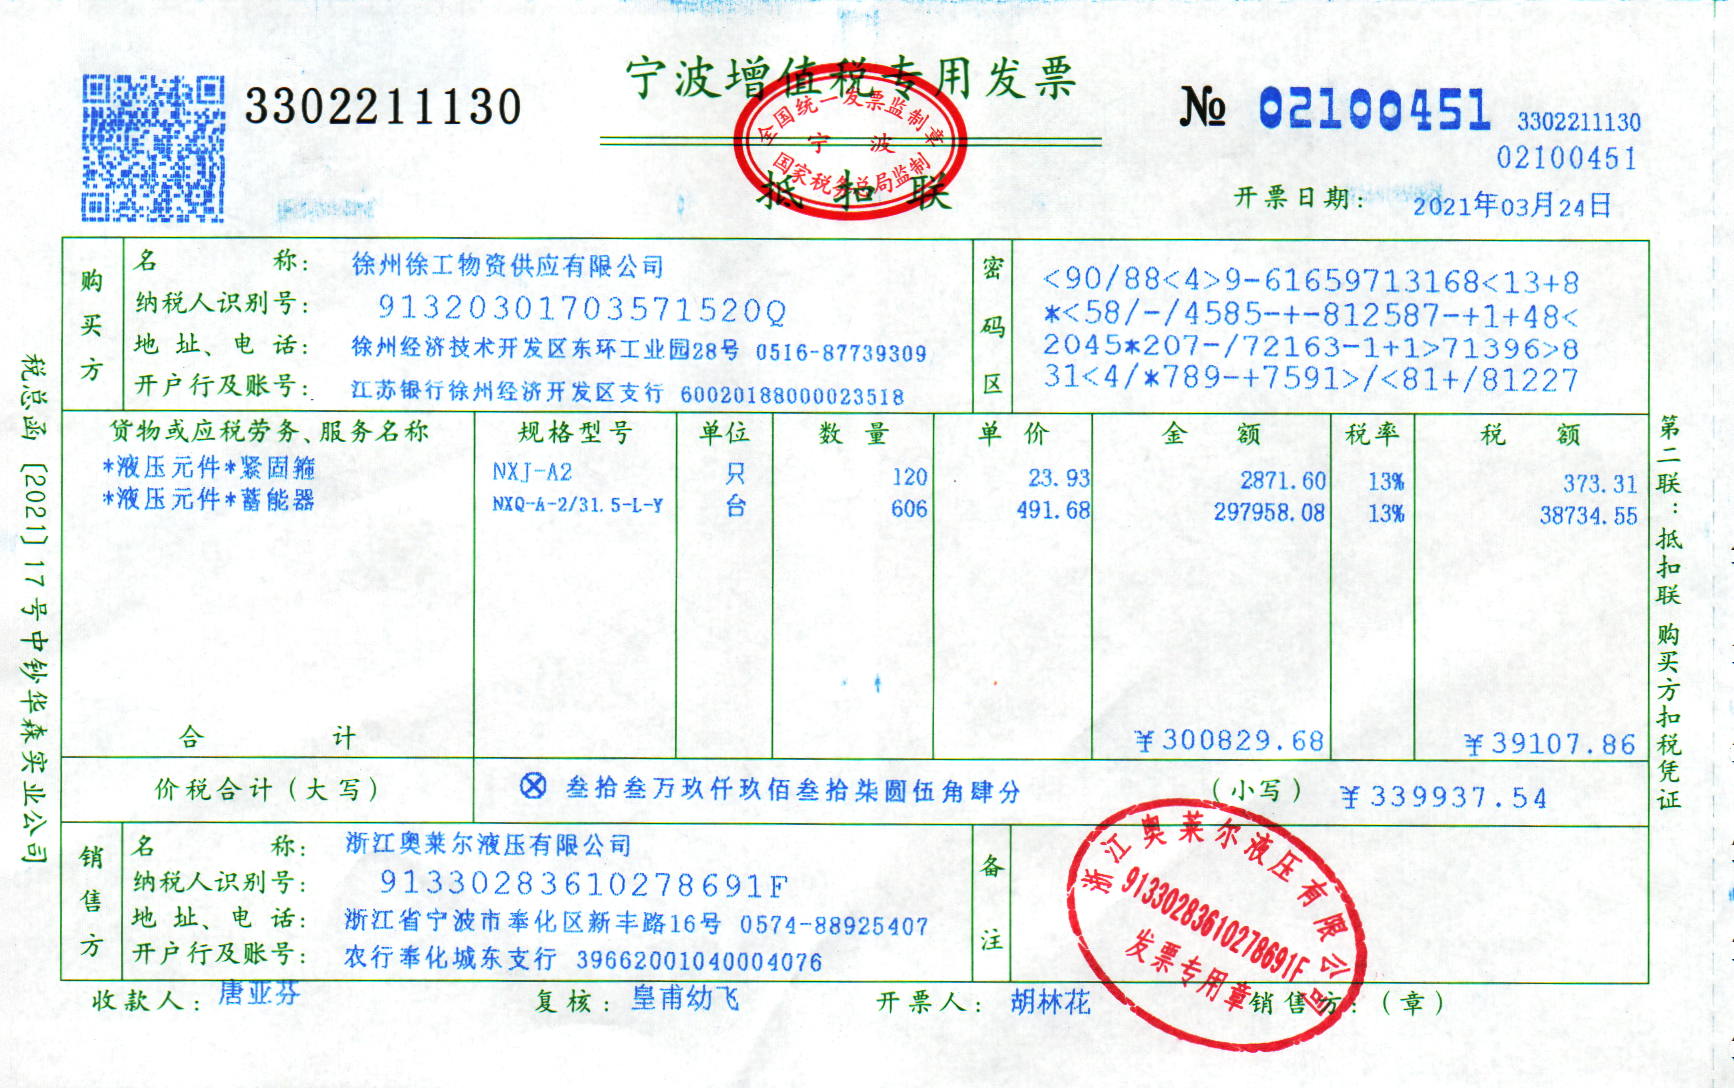 宁波增值税专用发票
3302211130
№ 02100451 3302211130
02100451
全国统一发票监制章
宁 波
国家税务总局监制
抵 扣 联
开票日期: 2021年03月24日
购买方
名 称: 徐州徐工物资供应有限公司
纳税人识别号: 91320301703571520Q
地 址、电 话: 徐州经济技术开发区东环工业园28号 0516-87739309
开户行及账号: 江苏银行徐州经济开发区支行 60020188000023518
密码区
<90/88<4>9-61659713168<13+8
*<58/-/4585-+-812587-+1+48<
2045*207-/72163-1+1>71396>8
31<4/*789-+7591>/<81+/81227
货物或应税劳务、服务名称 规格型号 单位 数 量 单 价 金 额 税率 税 额
*液压元件*紧固箍 NXJ-A2 只 120 23.93 2871.60 13% 373.31
*液压元件*蓄能器 NXQ-A-2/31.5-L-Y 台 606 491.68 297958.08 13% 38734.55
合 计 ¥300829.68 ¥39107.86
价税合计(大写) ⊗ 叁拾叁万玖仟玖佰叁拾柒圆伍角肆分 (小写) ¥339937.54
销售方
名 称: 浙江奥莱尔液压有限公司
纳税人识别号: 91330283610278691F
地 址、电 话: 浙江省宁波市奉化区新丰路16号 0574-88925407
开户行及账号: 农行奉化城东支行 39662001040004076
备注
浙江奥莱尔液压有限公司
91330283610278691F
发票专用章
收款人: 唐亚芬 复核: 皇甫幼飞 开票人: 胡林花 销售方:(章)
税总函〔2021〕17号中钞华森实业公司
第二联:抵扣联 购买方扣税凭证